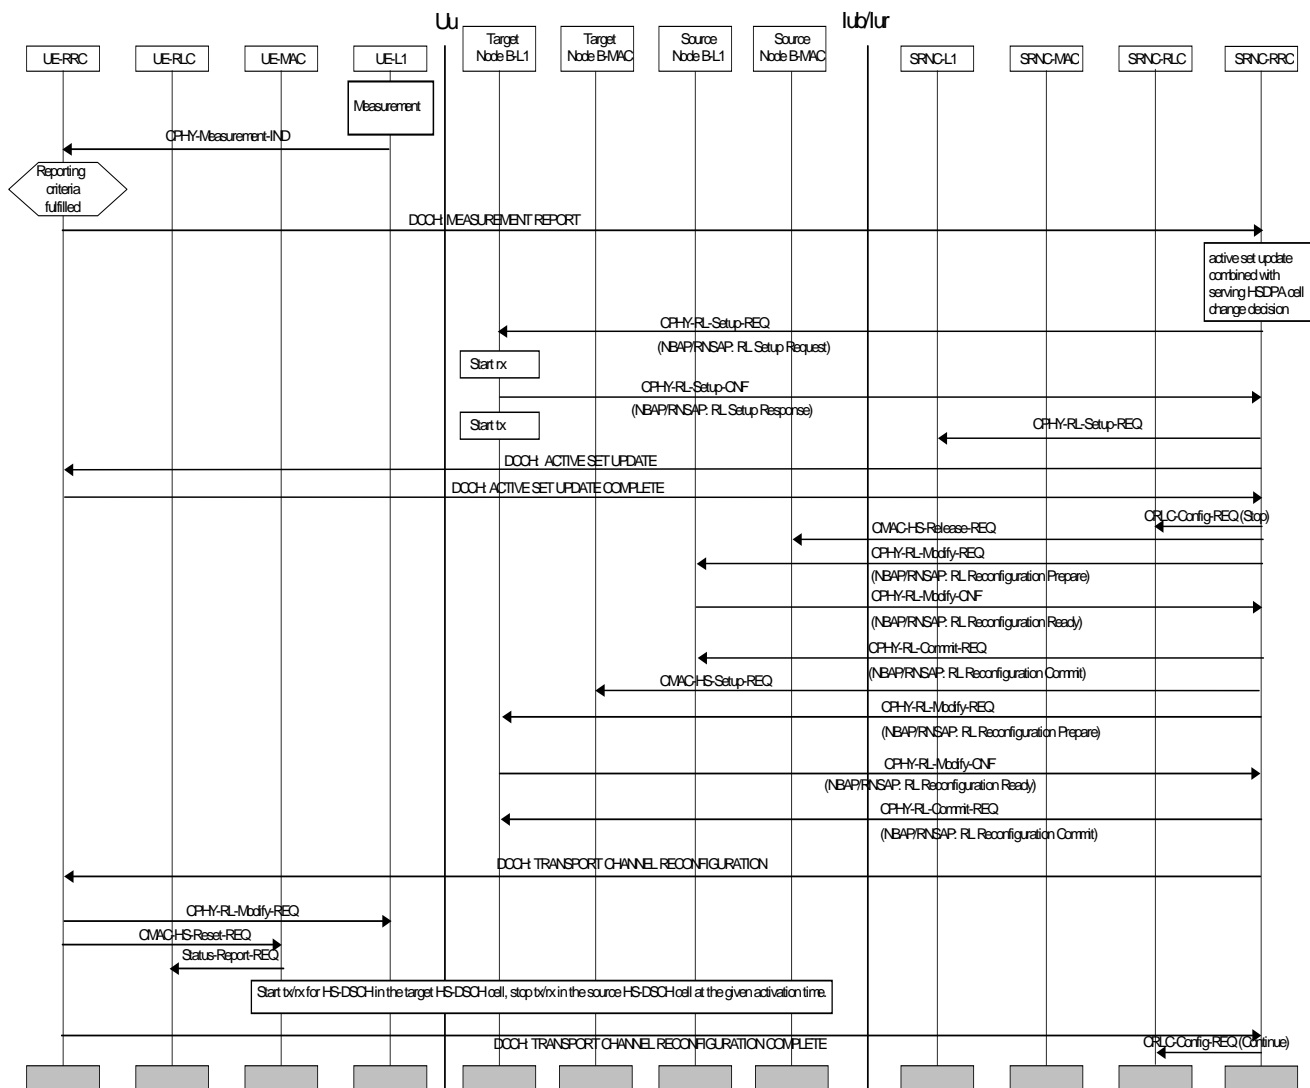 Uu
Iub/Iur
UE-RRC
UE-RLC
UE-MAC
UE-L1
Target
Node B-L1
Target
Node B-MAC
Source
Node B-L1
Source
Node B-MAC
SRNC-L1
SRNC-MAC
SRNC-RLC
SRNC-RRC
Measurement
CPHY-Measurement-IND
Reporting
criteria
fulfilled
DCCH: MEASUREMENT REPORT
active set update
combined with
serving HSDPA cell
change decision
CPHY-RL-Setup-REQ
(NBAP/RNSAP: RL Setup Request)
Start rx
CPHY-RL-Setup-CNF
(NBAP/RNSAP: RL Setup Response)
Start tx
CPHY-RL-Setup-REQ
DCCH: ACTIVE SET UPDATE
DCCH: ACTIVE SET UPDATE COMPLETE
CRLC-Config-REQ (Stop)
CMAC-HS-Release-REQ
CPHY-RL-Modify-REQ
(NBAP/RNSAP: RL Reconfiguration Prepare)
CPHY-RL-Modify-CNF
(NBAP/RNSAP: RL Reconfiguration Ready)
CPHY-RL-Commit-REQ
(NBAP/RNSAP: RL Reconfiguration Commit)
CMAC-HS-Setup-REQ
CPHY-RL-Modify-REQ
(NBAP/RNSAP: RL Reconfiguration Prepare)
CPHY-RL-Modify-CNF
(NBAP/RNSAP: RL Reconfiguration Ready)
CPHY-RL-Commit-REQ
(NBAP/RNSAP: RL Reconfiguration Commit)
DCCH: TRANSPORT CHANNEL RECONFIGURATION
CPHY-RL-Modify-REQ
CMAC-HS-Reset-REQ
Status-Report-REQ
Start tx/rx for HS-DSCH in the target HS-DSCH cell, stop tx/rx in the source HS-DSCH cell at the given activation time.
DCCH: TRANSPORT CHANNEL RECONFIGURATION COMPLETE
CRLC-Config-REQ (Continue)